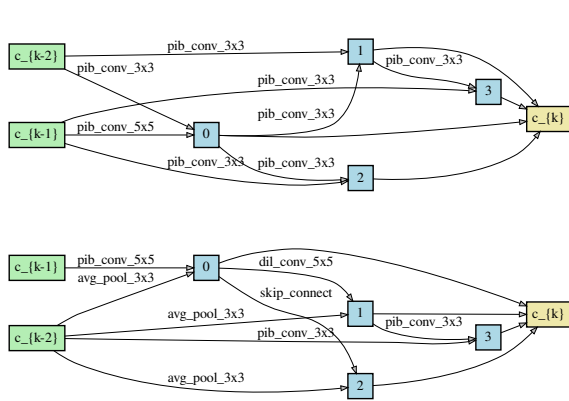 c_{k-2}
pib_conv_3x3
1
pib_conv_3x3
pib_conv_3x3
pib_conv_3x3
3
c_{k-1}
pib_conv_5x5
0
pib_conv_3x3
c_{k}
pib_conv_3x3
pib_conv_3x3
2
c_{k-1}
pib_conv_5x5
0
dil_conv_5x5
avg_pool_3x3
skip_connect
avg_pool_3x3
1
pib_conv_3x3
c_{k}
c_{k-2}
pib_conv_3x3
3
avg_pool_3x3
2